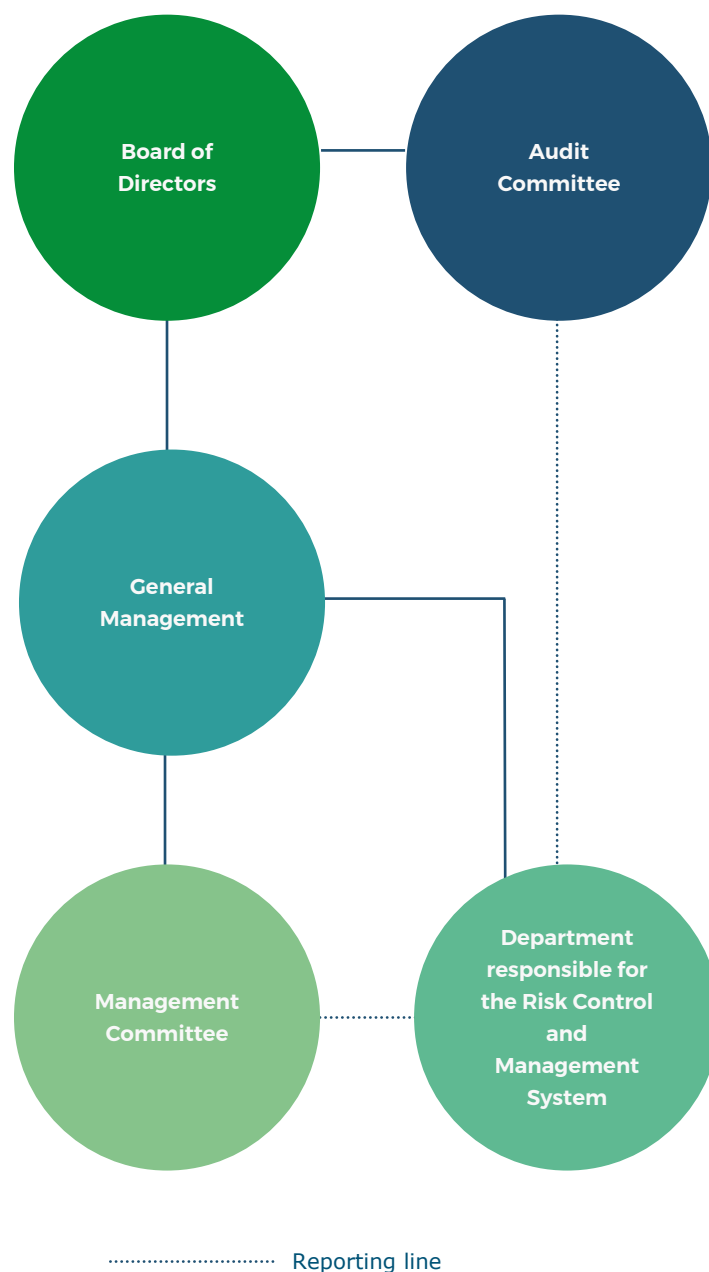 Board of
Directors
Audit
Committee
General
Management
Management
Committee
Department
responsible for
the Risk Control
and
Management
System
Reporting line